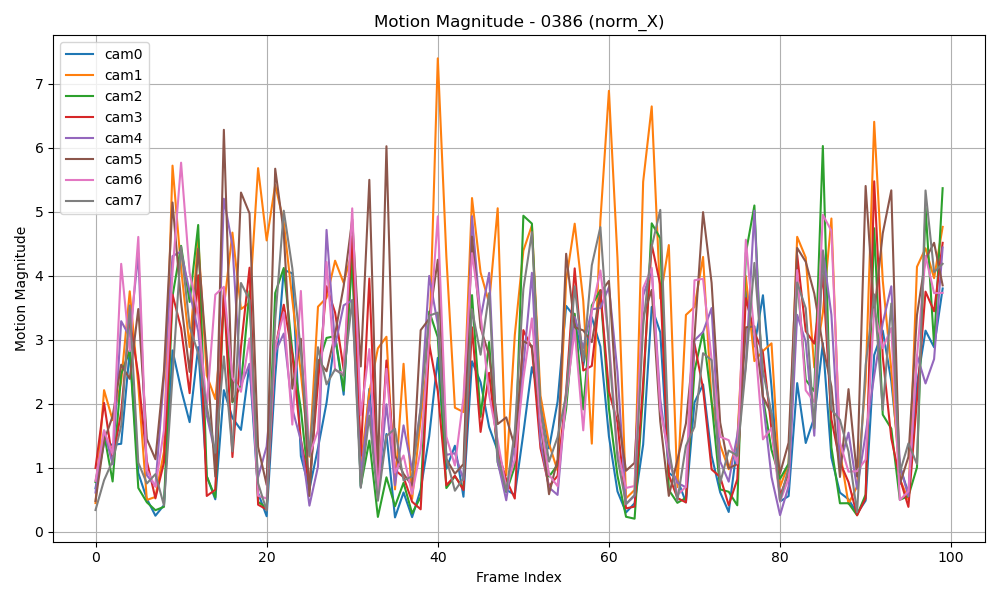 Motion Magnitude - 0386 (norm_X)
cam0
cam1
cam2
cam3
cam4
cam5
cam6
cam7
Motion Magnitude
7
6
5
4
3
2
1
0
0 20 40 60 80 100
Frame Index